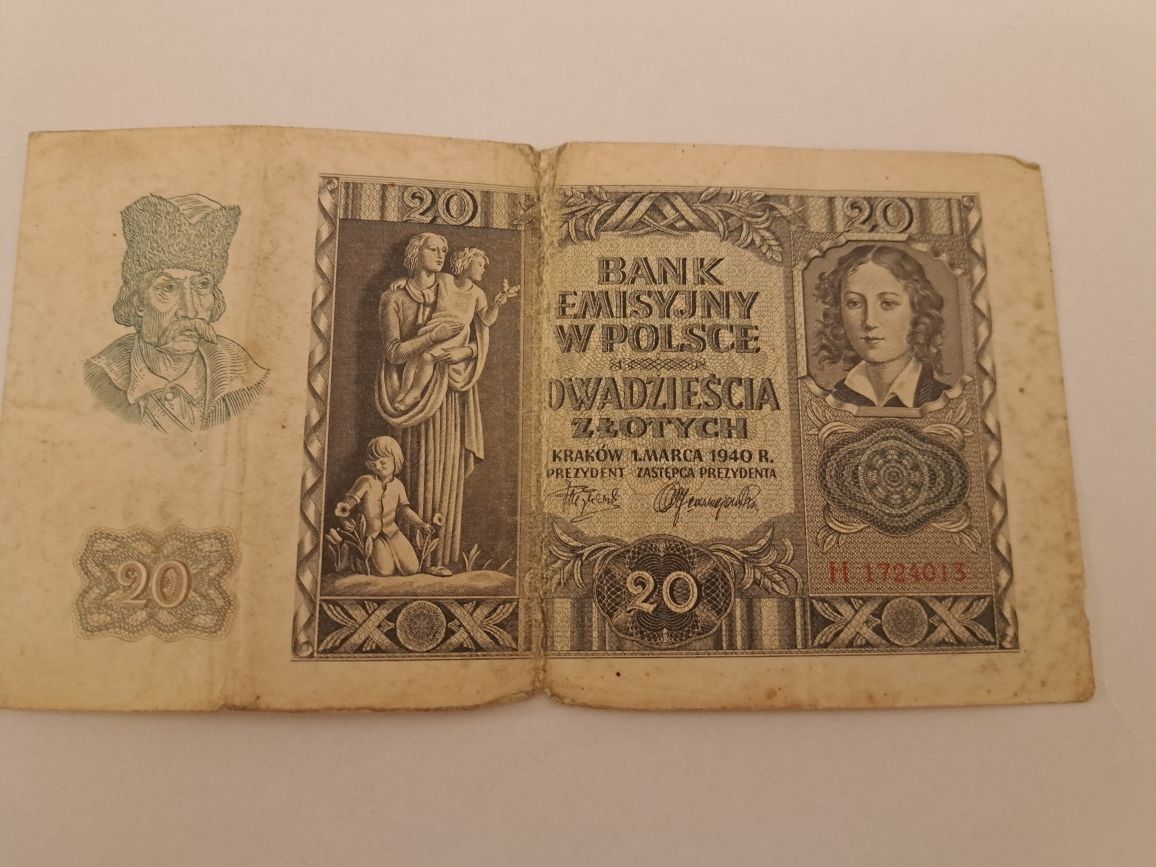 20
20
BANK
EMISYJNY
W POLSCE
DWADZIEŚCIA
ZŁOTYCH
KRAKÓW 1. MARCA 1940 R.
PREZYDENT ZASTĘPCA PREZYDENTA
20
20
H 1724013